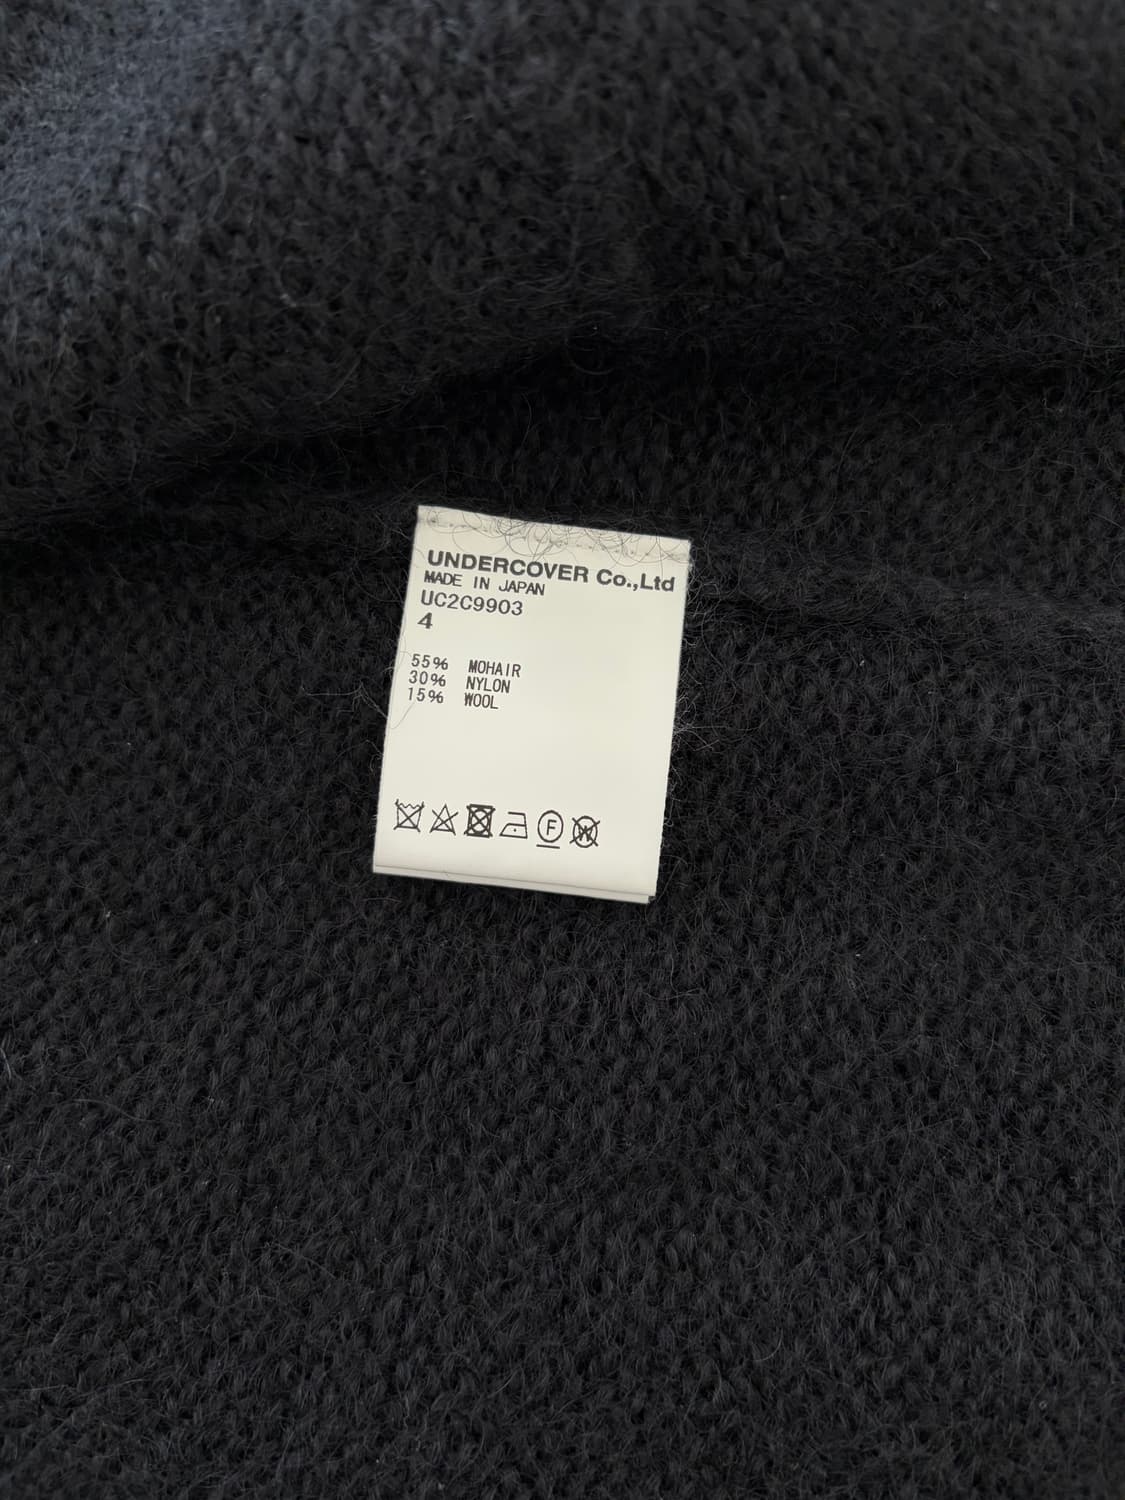 UNDERCOVER Co.,Ltd
MADE IN JAPAN
UC2C9903
4
55% MOHAIR
30% NYLON
15% WOOL
F W